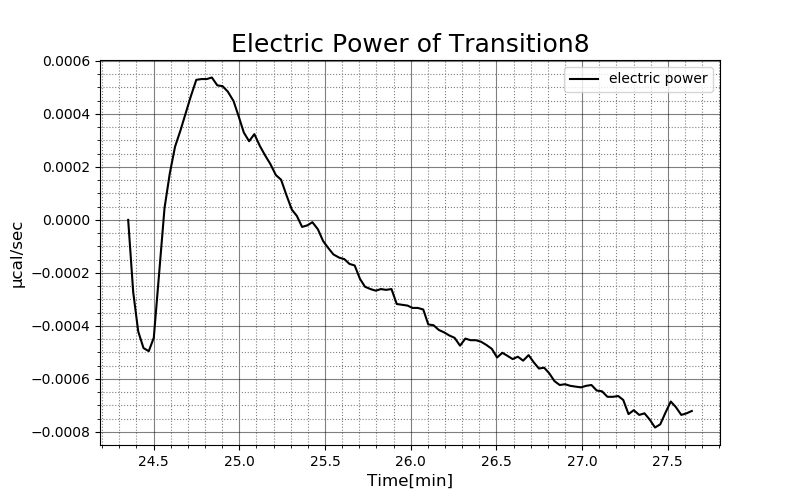 Electric Power of Transition8
electric power
0.0006
0.0004
0.0002
0.0000
−0.0002
−0.0004
−0.0006
−0.0008
μcal/sec
24.5 25.0 25.5 26.0 26.5 27.0 27.5
Time[min]